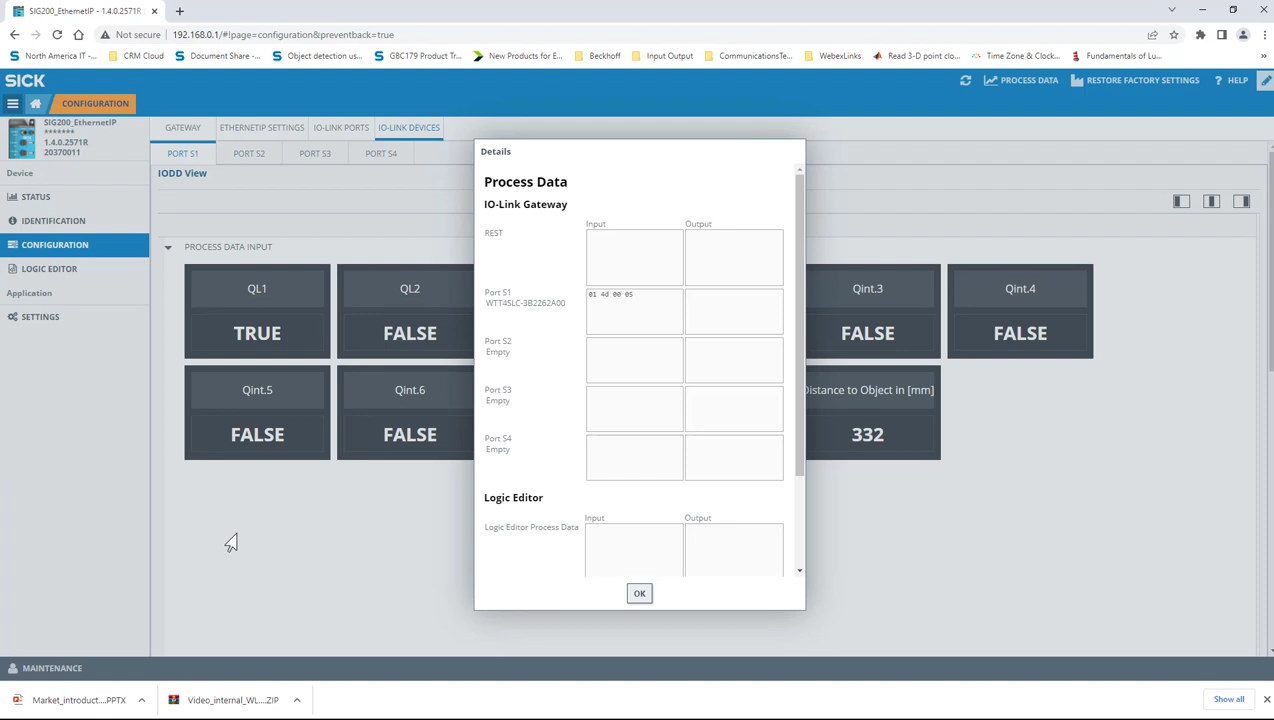 SIG200_EthernetIP - 1.4.0.2571R
Not secure
192.168.0.1/#!page=configuration&preventback=true
North America IT -...
CRM Cloud
Document Share -...
Object detection us...
GBC179 Product Tr...
New Products for E...
Beckhoff
Input Output
CommunicationsTe...
WebexLinks
Read 3-D point clo...
Time Zone & Clock...
Fundamentals of Lu...
SICK
PROCESS DATA
RESTORE FACTORY SETTINGS
? HELP
CONFIGURATION
SIG200_EthernetIP
*******
1.4.0.2571R
20370011
GATEWAY
ETHERNETIP SETTINGS
IO-LINK PORTS
IO-LINK DEVICES
PORT S1
PORT S2
PORT S3
PORT S4
IODD View
Device
STATUS
IDENTIFICATION
CONFIGURATION
LOGIC EDITOR
Application
SETTINGS
PROCESS DATA INPUT
QL1
TRUE
QL2
FALSE
Qint.3
FALSE
Qint.4
FALSE
Qint.5
FALSE
Qint.6
FALSE
Distance to Object in [mm]
332
Details
Process Data
IO-Link Gateway
Input
Output
REST
Port S1
WTT4SLC-3B2262A00
01 4d 00 05
Port S2
Empty
Port S3
Empty
Port S4
Empty
Logic Editor
Input
Output
Logic Editor Process Data
OK
MAINTENANCE
Market_introduct....PPTX
Video_internal_WL....ZIP
Show all